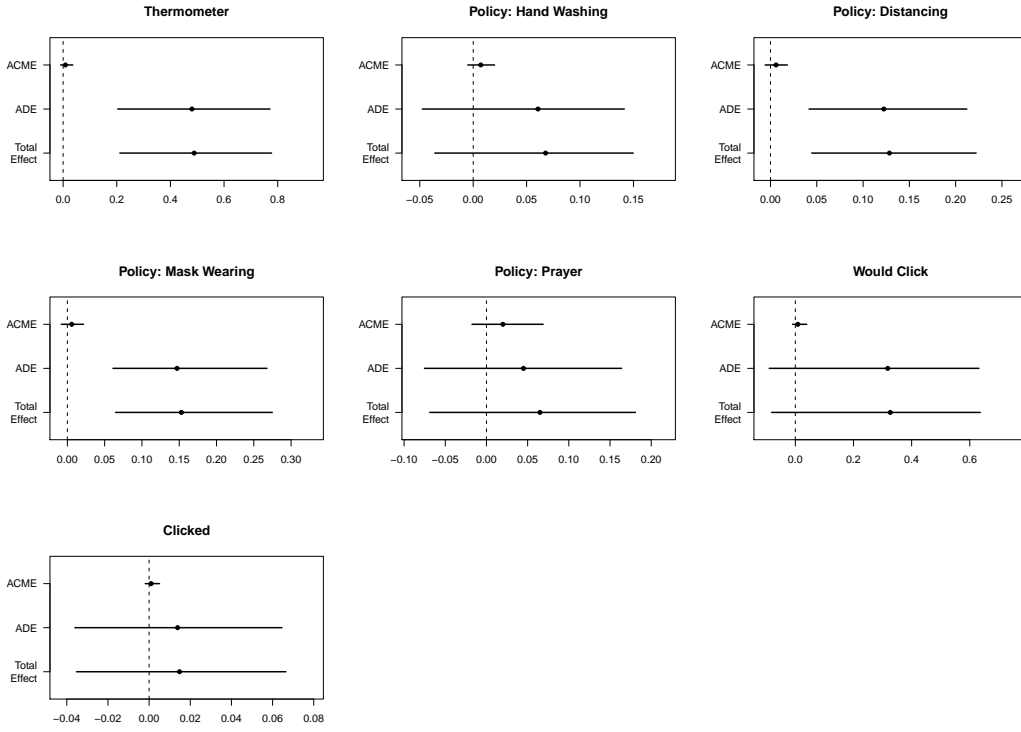 Thermometer
ACME
ADE
Total
Effect
0.0 0.2 0.4 0.6 0.8
Policy: Hand Washing
ACME
ADE
Total
Effect
−0.05 0.00 0.05 0.10 0.15
Policy: Distancing
ACME
ADE
Total
Effect
0.00 0.05 0.10 0.15 0.20 0.25
Policy: Mask Wearing
ACME
ADE
Total
Effect
0.00 0.05 0.10 0.15 0.20 0.25 0.30
Policy: Prayer
ACME
ADE
Total
Effect
−0.10 −0.05 0.00 0.05 0.10 0.15 0.20
Would Click
ACME
ADE
Total
Effect
0.0 0.2 0.4 0.6
Clicked
ACME
ADE
Total
Effect
−0.04 −0.02 0.00 0.02 0.04 0.06 0.08